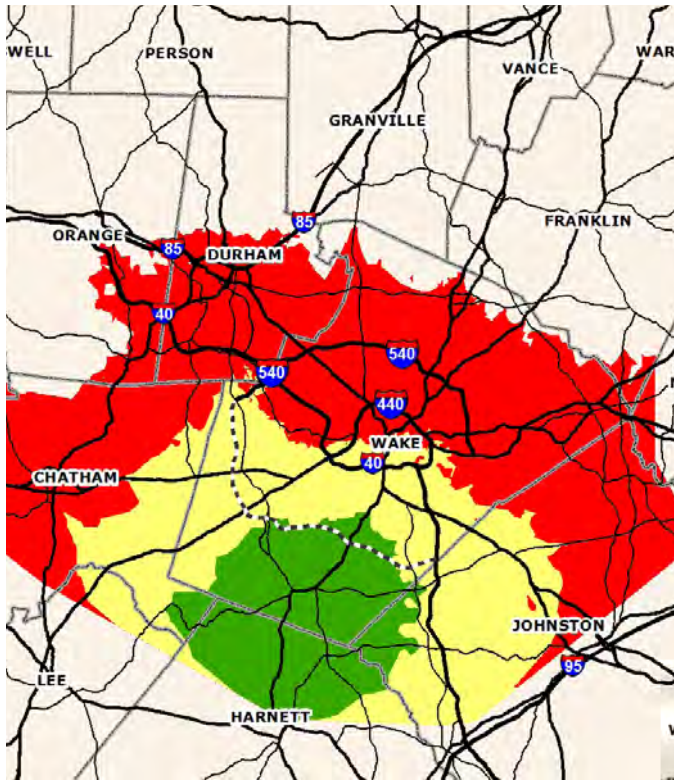 WELL
PERSON
VANCE
WAR
GRANVILLE
85
FRANKLIN
ORANGE
85
DURHAM
40
540
540
440
WAKE
40
CHATHAM
JOHNSTON
95
LEE
HARNETT